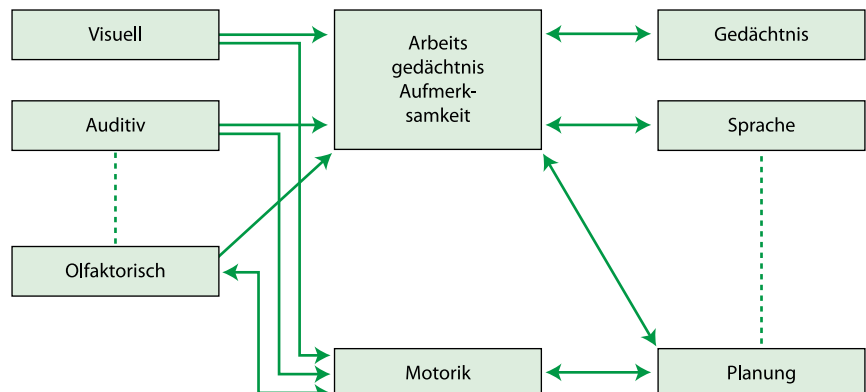 Visuell
Arbeits
gedächtnis
Aufmerk-
samkeit
Gedächtnis
Auditiv
Sprache
Olfaktorisch
Motorik
Planung